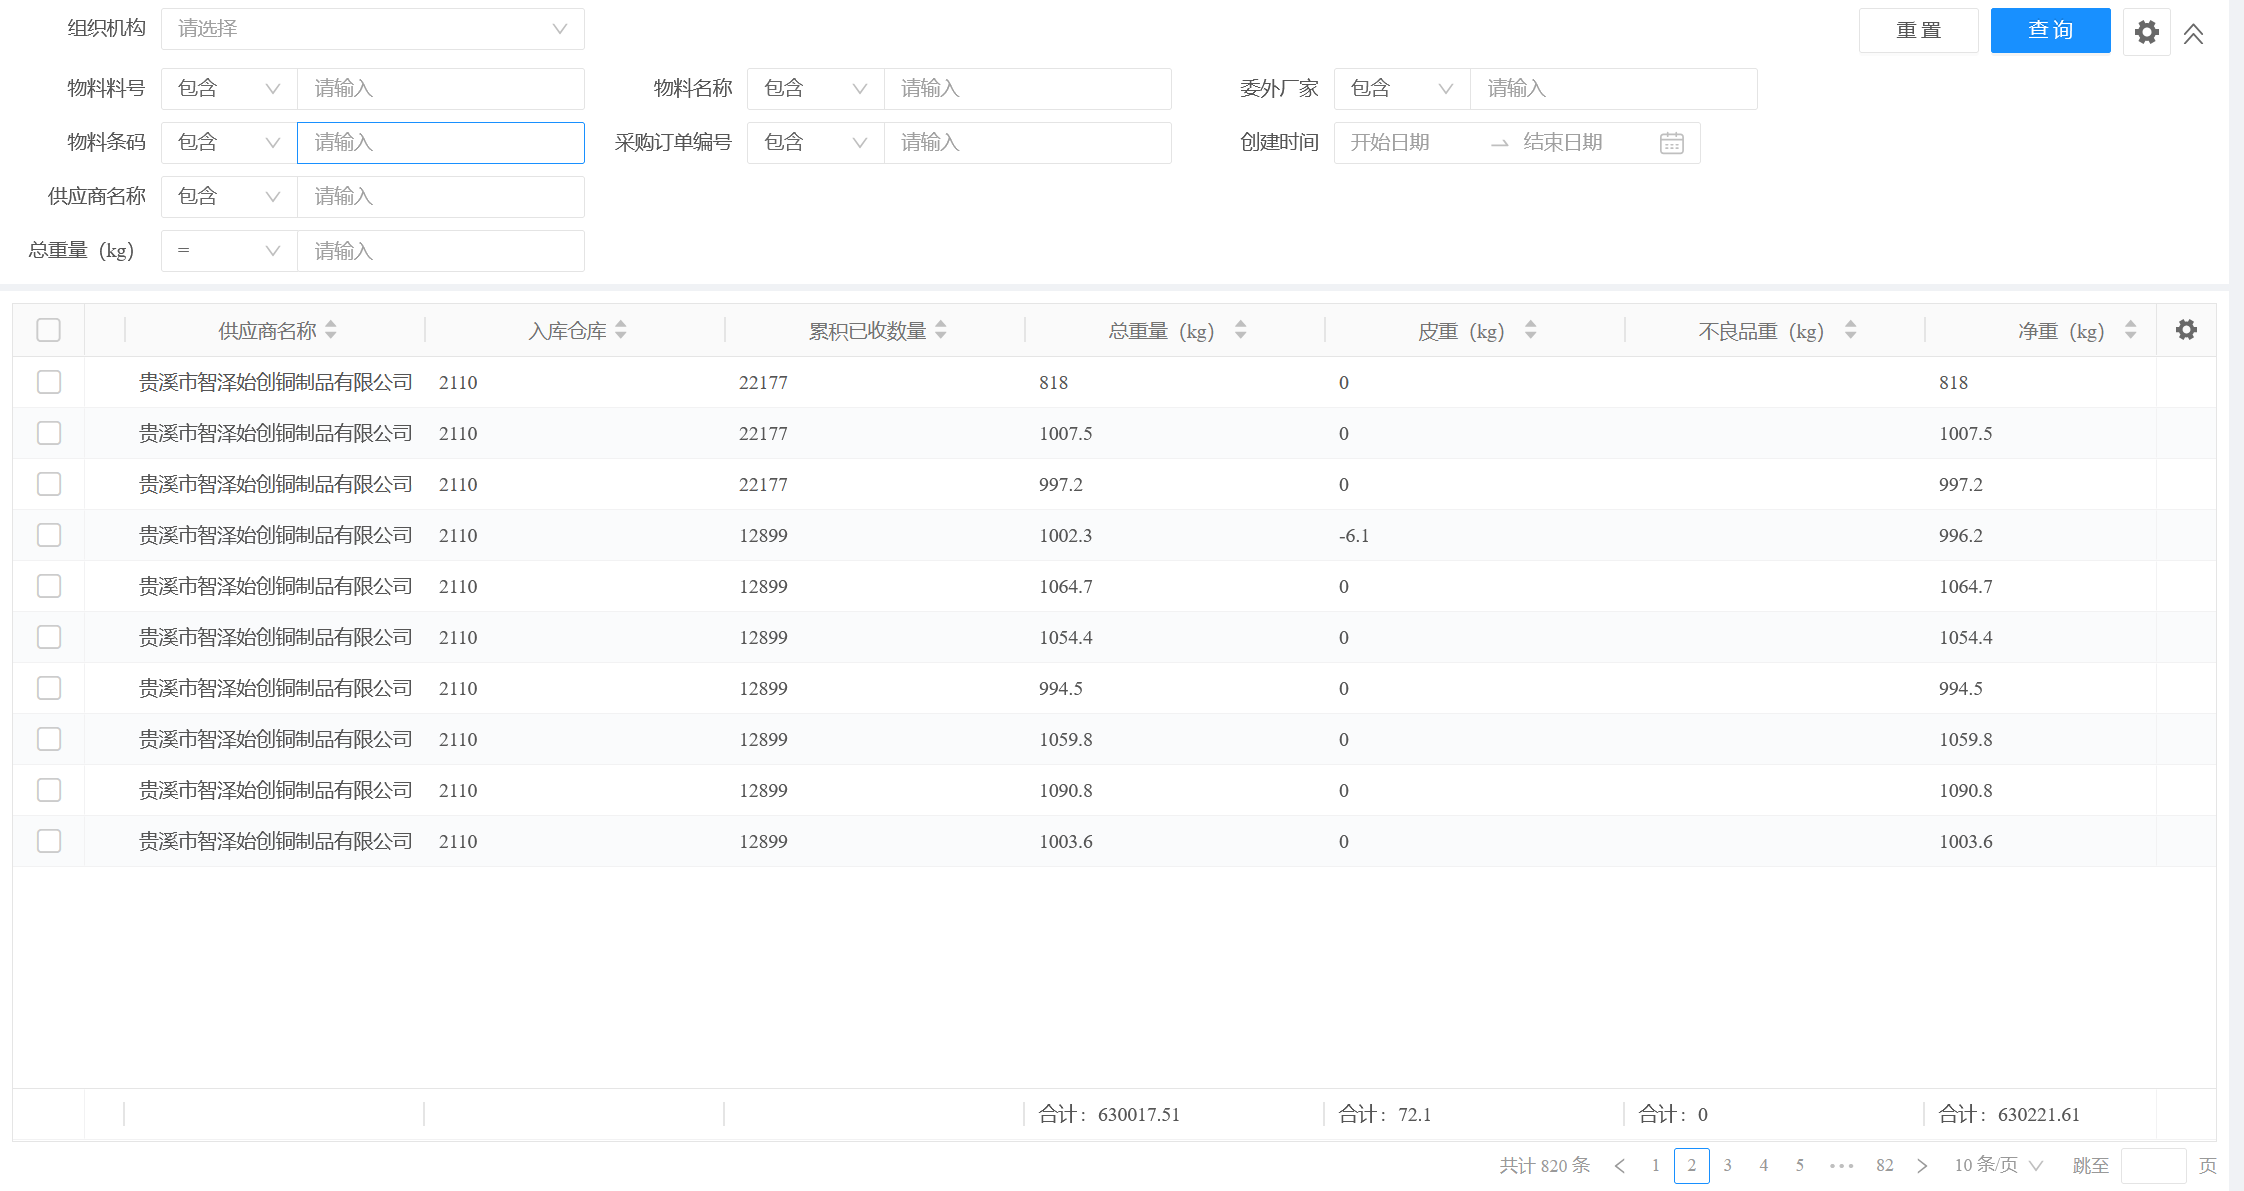 组织机构 请选择 重置 查询
物料料号 包含 请输入 物料名称 包含 请输入 委外厂家 包含 请输入
物料条码 包含 请输入 采购订单编号 包含 请输入 创建时间 开始日期 → 结束日期
供应商名称 包含 请输入
总重量（kg） = 请输入
供应商名称 入库仓库 累积已收数量 总重量（kg） 皮重（kg） 不良品重（kg） 净重（kg）
贵溪市智泽始创铜制品有限公司 2110 22177 818 0 818
贵溪市智泽始创铜制品有限公司 2110 22177 1007.5 0 1007.5
贵溪市智泽始创铜制品有限公司 2110 22177 997.2 0 997.2
贵溪市智泽始创铜制品有限公司 2110 12899 1002.3 -6.1 996.2
贵溪市智泽始创铜制品有限公司 2110 12899 1064.7 0 1064.7
贵溪市智泽始创铜制品有限公司 2110 12899 1054.4 0 1054.4
贵溪市智泽始创铜制品有限公司 2110 12899 994.5 0 994.5
贵溪市智泽始创铜制品有限公司 2110 12899 1059.8 0 1059.8
贵溪市智泽始创铜制品有限公司 2110 12899 1090.8 0 1090.8
贵溪市智泽始创铜制品有限公司 2110 12899 1003.6 0 1003.6
合计：630017.51 合计：72.1 合计：0 合计：630221.61
共计 820 条 < 1 2 3 4 5 ••• 82 > 10 条/页 跳至 页